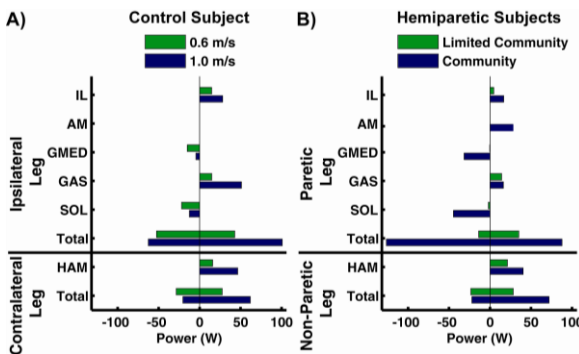 A) Control Subject
0.6 m/s
1.0 m/s
Ipsilateral Leg
IL
AM
GMED
GAS
SOL
Total
Contralateral Leg
HAM
Total
-100 -50 0 50 100
Power (W)
B) Hemiparetic Subjects
Limited Community
Community
Paretic Leg
IL
AM
GMED
GAS
SOL
Total
Non-Paretic Leg
HAM
Total
-100 -50 0 50 100
Power (W)